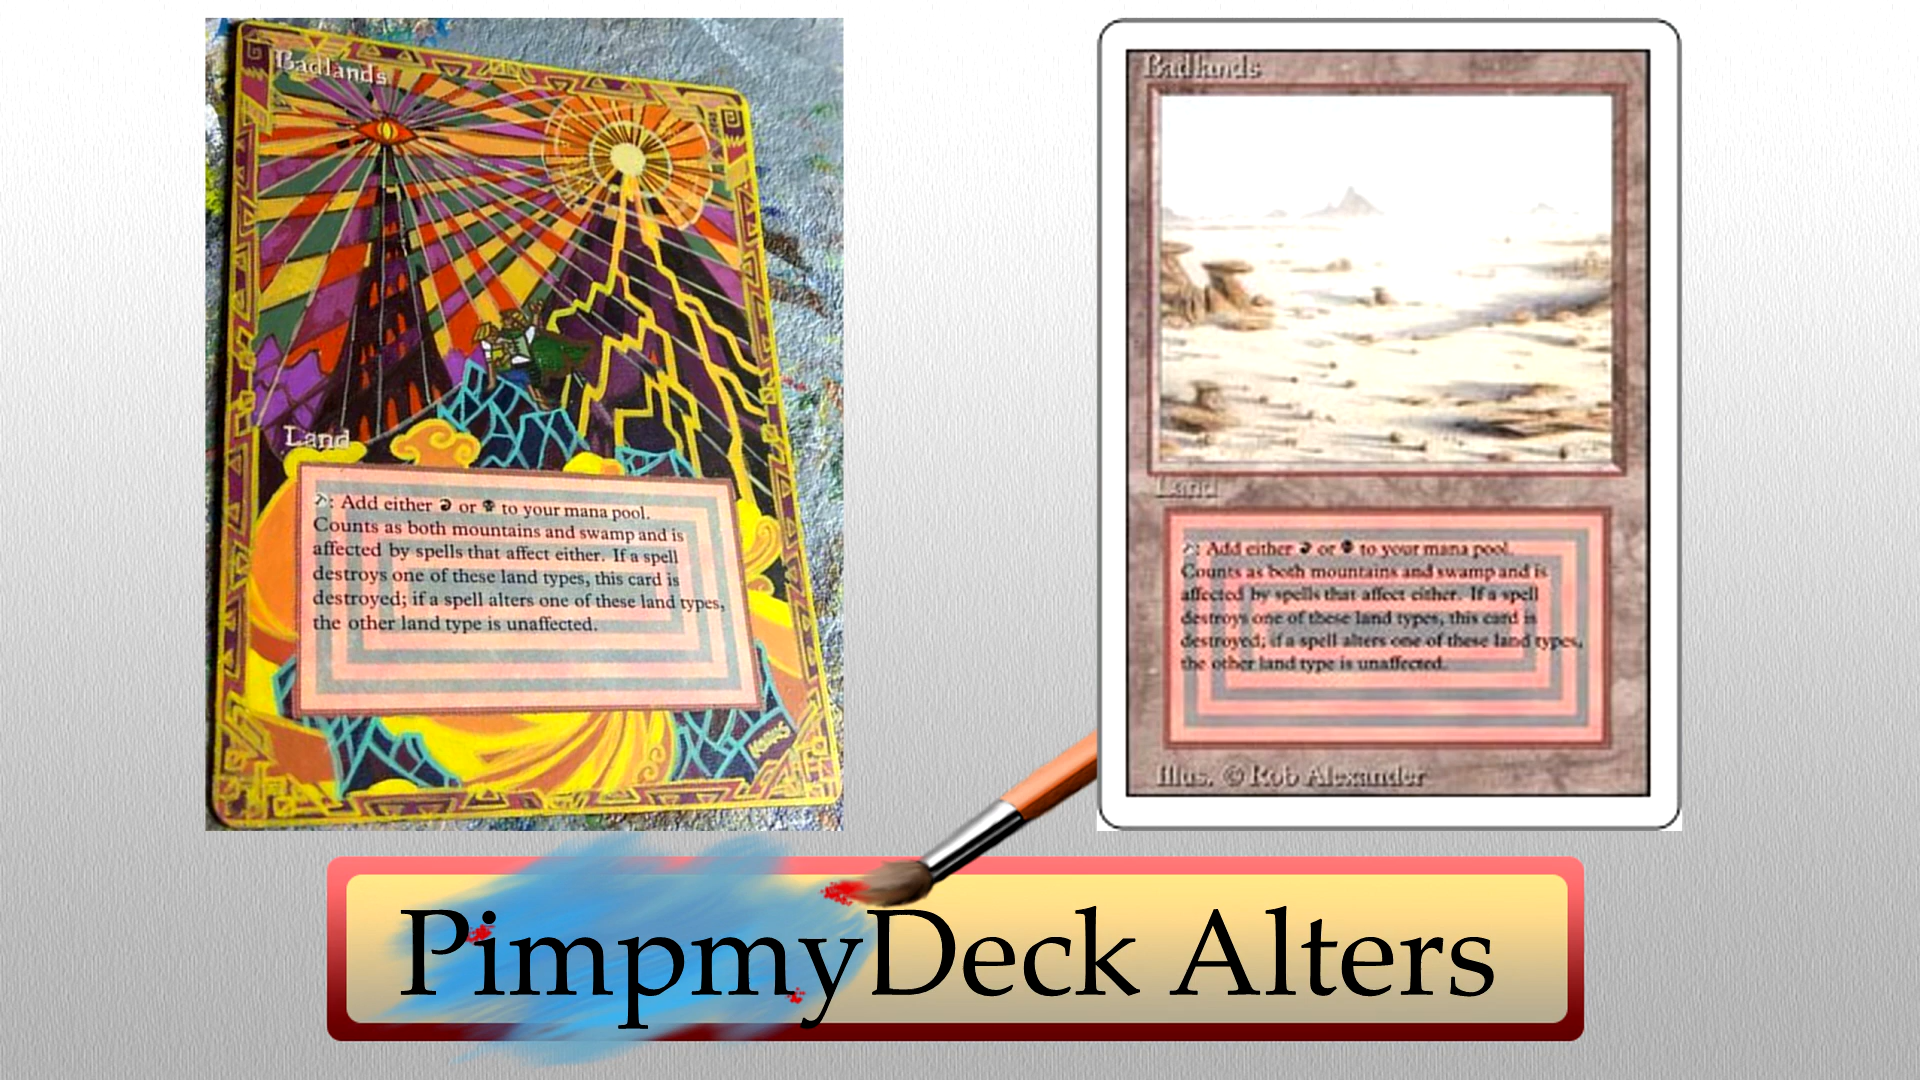 Badlands
Land
: Add either or to your mana pool.
Counts as both mountains and swamp and is
affected by spells that affect either. If a spell
destroys one of these land types, this card is
destroyed; if a spell alters one of these land types,
the other land type is unaffected.
KORUS
Badlands
Land
: Add either or to your mana pool.
Counts as both mountains and swamp and is
affected by spells that affect either. If a spell
destroys one of these land types, this card is
destroyed; if a spell alters one of these land types,
the other land type is unaffected.
Illus. © Rob Alexander
PimpmyDeck Alters